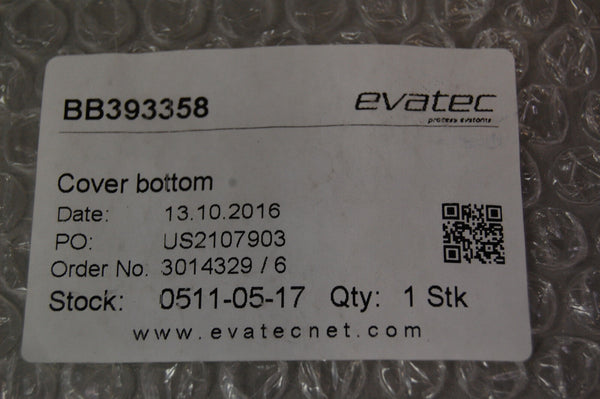 BB393358
evatec
process systems
Cover bottom
Date: 13.10.2016
PO: US2107903
Order No. 3014329 / 6
Stock: 0511-05-17 Qty: 1 Stk
www.evatecnet.com